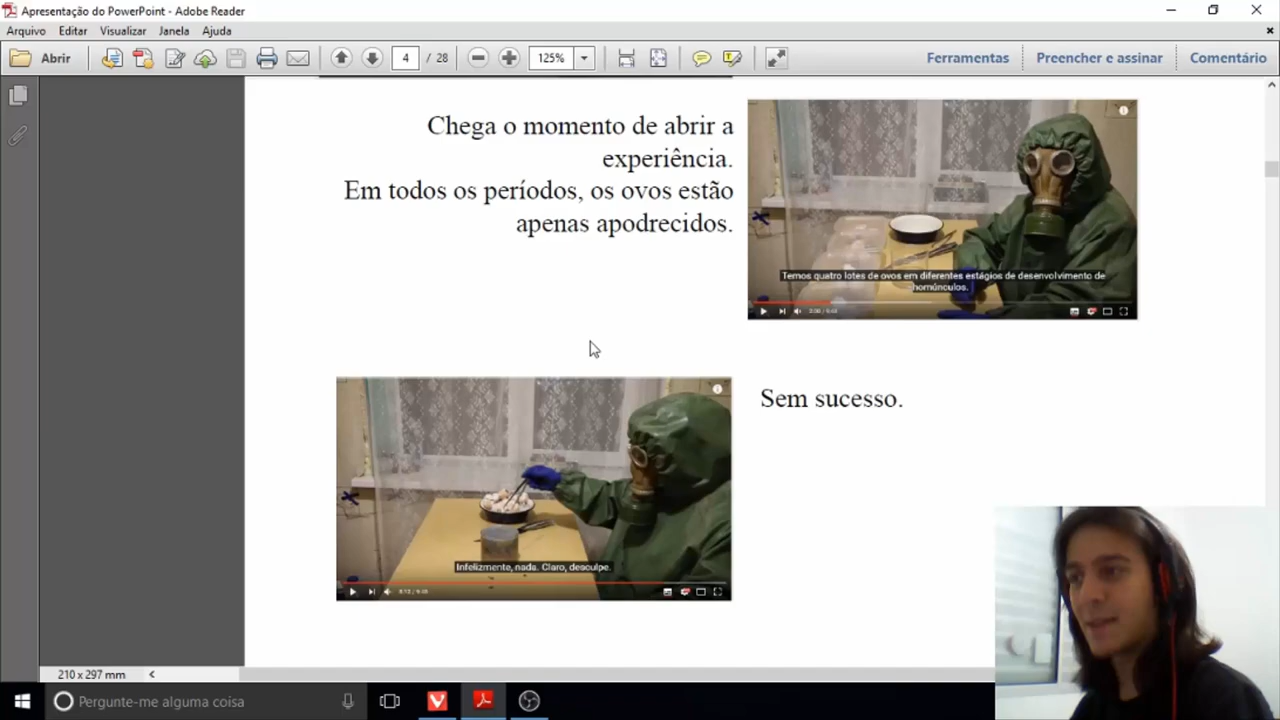 Apresentação do PowerPoint - Adobe Reader
Arquivo Editar Visualizar Janela Ajuda
Abrir 4 / 28 125% Ferramentas Preencher e assinar Comentário
Chega o momento de abrir a
experiência.
Em todos os períodos, os ovos estão
apenas apodrecidos.
Temos quatro lotes de ovos em diferentes estágios de desenvolvimento de
homúnculos.
Sem sucesso.
Infelizmente, nada. Claro, desculpe.
210 x 297 mm
Pergunte-me alguma coisa